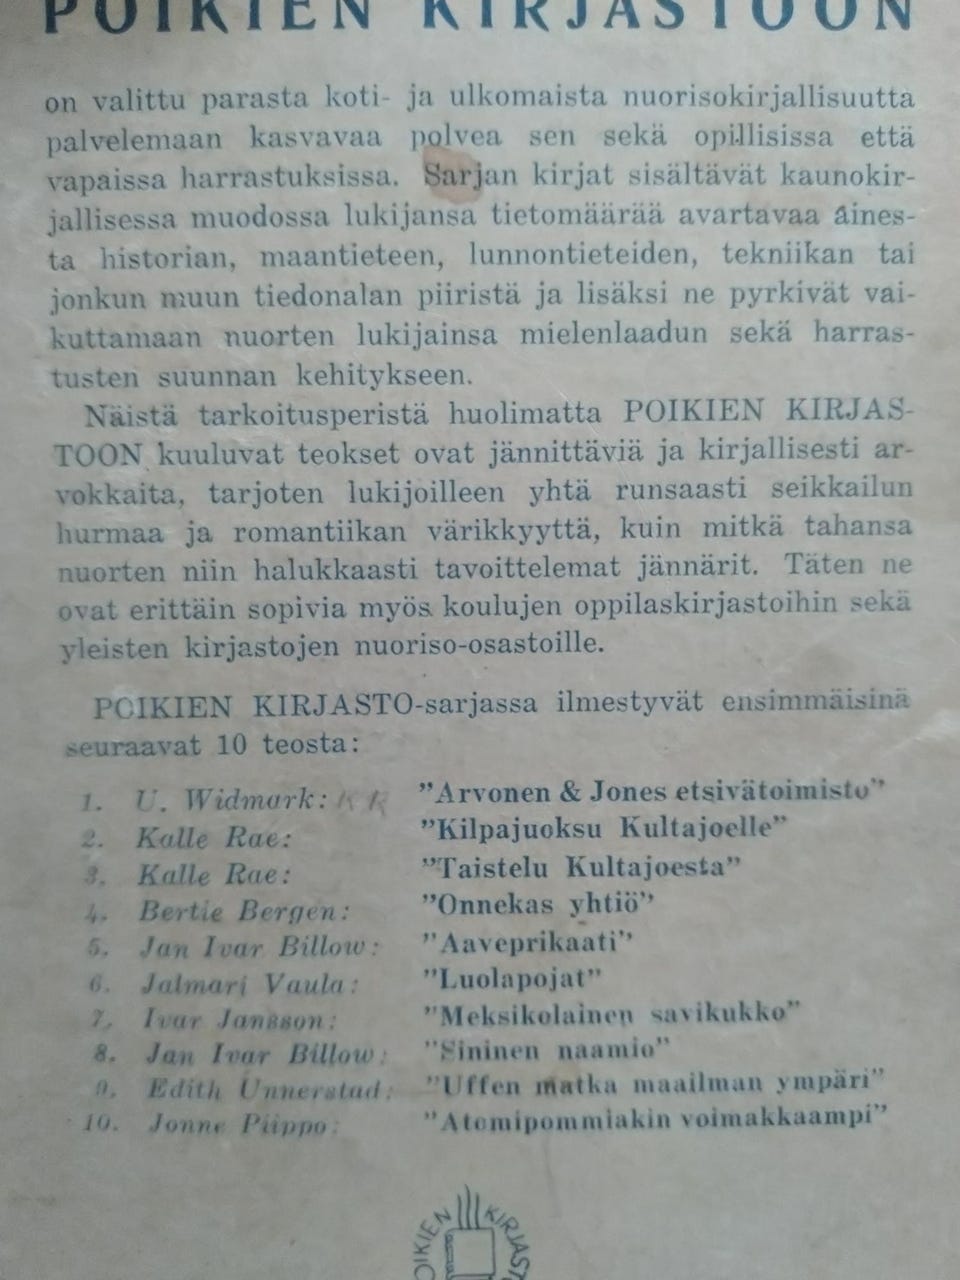 POIKIEN KIRJASTOON
on valittu parasta koti- ja ulkomaista nuorisokirjallisuutta
palvelemaan kasvavaa polvea sen sekä opillisissa että
vapaissa harrastuksissa. Sarjan kirjat sisältävät kaunokir-
jallisessa muodossa lukijansa tietomäärää avartavaa aines-
ta historian, maantieteen, lunnontieteiden, tekniikan tai
jonkun muun tiedonalan piiristä ja lisäksi ne pyrkivät vai-
kuttamaan nuorten lukijainsa mielenlaadun sekä harras-
tusten suunnan kehitykseen.
Näistä tarkoitusperistä huolimatta POIKIEN KIRJAS-
TOON kuuluvat teokset ovat jännittäviä ja kirjallisesti ar-
vokkaita, tarjoten lukijoilleen yhtä runsaasti seikkailun
hurmaa ja romantiikan värikkyyttä, kuin mitkä tahansa
nuorten niin halukkaasti tavoittelemat jännärit. Täten ne
ovat erittäin sopivia myös koulujen oppilaskirjastoihin sekä
yleisten kirjastojen nuoriso-osastoille.
POIKIEN KIRJASTO-sarjassa ilmestyvät ensimmäisinä
seuraavat 10 teosta:
1. U. Widmark: "Arvonen & Jones etsivätoimisto"
2. Kalle Rae: "Kilpajuoksu Kultajoelle"
3. Kalle Rae: "Taistelu Kultajoesta"
4. Bertie Bergen: "Onnekas yhtiö"
5. Jan Ivar Billow: "Aaveprikaati"
6. Jalmari Vaula: "Luolapojat"
7. Ivar Jansson: "Meksikolainen savikukko"
8. Jan Ivar Billow: "Sininen naamio"
9. Edith Unnerstad: "Uffen matka maailman ympäri"
10. Jonne Piippo: "Atomipommiakin voimakkaampi"
POIKIEN KIRJASTO